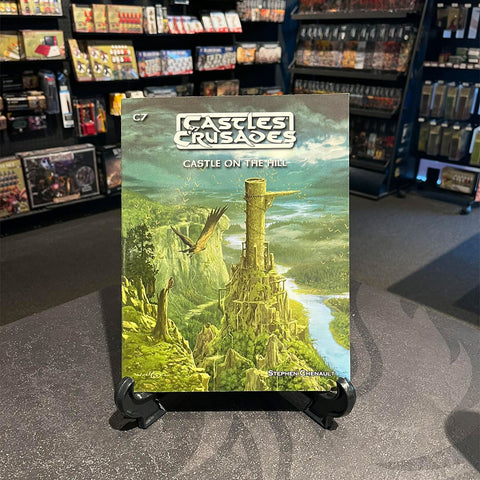 C7
CASTLES &
CRUSADES
CASTLE ON THE HILL
STEPHEN CHENAULT